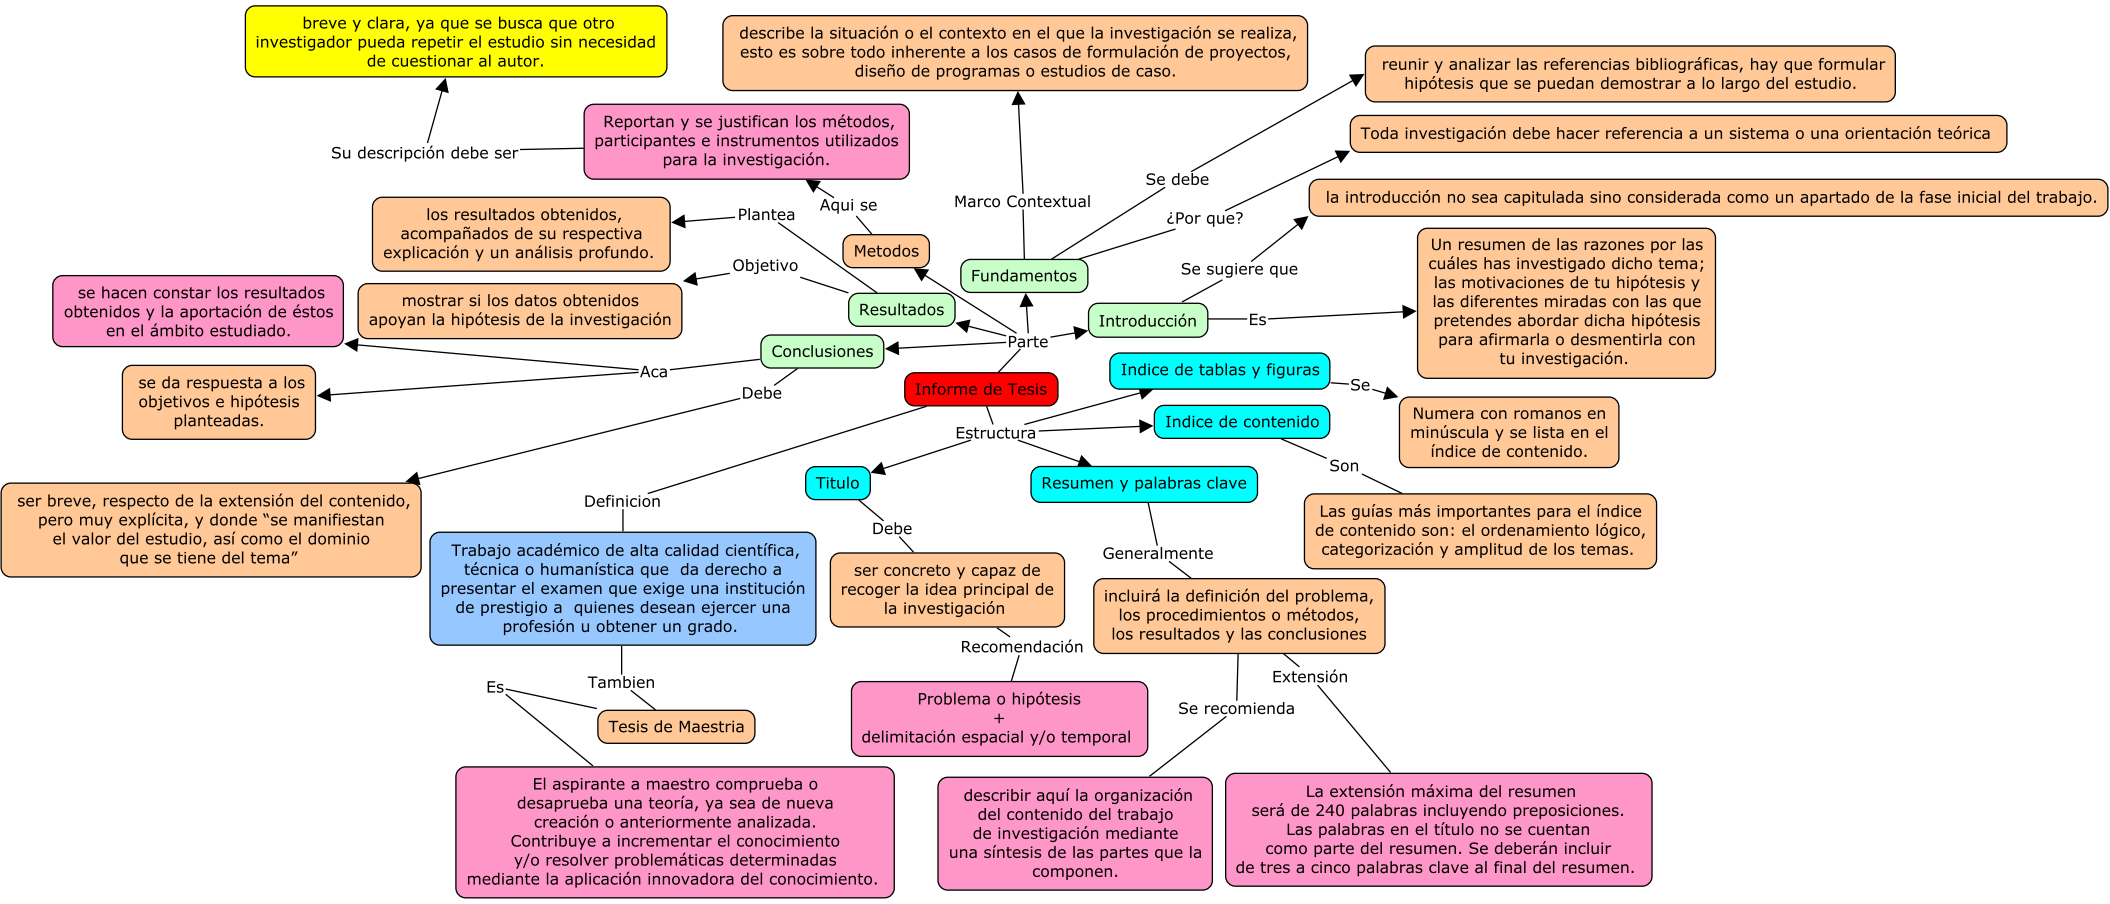 breve y clara, ya que se busca que otro
investigador pueda repetir el estudio sin necesidad
de cuestionar al autor.
Su descripción debe ser
Reportan y se justifican los métodos,
participantes e instrumentos utilizados
para la investigación.
Aqui se
Metodos
describe la situación o el contexto en el que la investigación se realiza,
esto es sobre todo inherente a los casos de formulación de proyectos,
diseño de programas o estudios de caso.
Marco Contextual
reunir y analizar las referencias bibliográficas, hay que formular
hipótesis que se puedan demostrar a lo largo del estudio.
Se debe
Toda investigación debe hacer referencia a un sistema o una orientación teórica
¿Por que?
Fundamentos
la introducción no sea capitulada sino considerada como un apartado de la fase inicial del trabajo.
Se sugiere que
Un resumen de las razones por las
cuáles has investigado dicho tema;
las motivaciones de tu hipótesis y
las diferentes miradas con las que
pretendes abordar dicha hipótesis
para afirmarla o desmentirla con
tu investigación.
Es
Introducción
los resultados obtenidos,
acompañados de su respectiva
explicación y un análisis profundo.
Plantea
Objetivo
mostrar si los datos obtenidos
apoyan la hipótesis de la investigación
Resultados
se hacen constar los resultados
obtenidos y la aportación de éstos
en el ámbito estudiado.
Conclusiones
Parte
Aca
se da respuesta a los
objetivos e hipótesis
planteadas.
Debe
ser breve, respecto de la extensión del contenido,
pero muy explícita, y donde “se manifiestan
el valor del estudio, así como el dominio
que se tiene del tema”
Informe de Tesis
Estructura
Indice de tablas y figuras
Se
Numera con romanos en
minúscula y se lista en el
índice de contenido.
Indice de contenido
Son
Las guías más importantes para el índice
de contenido son: el ordenamiento lógico,
categorización y amplitud de los temas.
Definicion
Trabajo académico de alta calidad científica,
técnica o humanística que  da derecho a
presentar el examen que exige una institución
de prestigio a  quienes desean ejercer una
profesión u obtener un grado.
Tambien
Tesis de Maestria
Es
El aspirante a maestro comprueba o
desaprueba una teoría, ya sea de nueva
creación o anteriormente analizada.
Contribuye a incrementar el conocimiento
y/o resolver problemáticas determinadas
mediante la aplicación innovadora del conocimiento.
Titulo
Debe
ser concreto y capaz de
recoger la idea principal de
la investigación
Recomendación
Problema o hipótesis
+
delimitación espacial y/o temporal
Resumen y palabras clave
Generalmente
incluirá la definición del problema,
los procedimientos o métodos,
los resultados y las conclusiones
Se recomienda
describir aquí la organización
del contenido del trabajo
de investigación mediante
una síntesis de las partes que la
componen.
Extensión
La extensión máxima del resumen
será de 240 palabras incluyendo preposiciones.
Las palabras en el título no se cuentan
como parte del resumen. Se deberán incluir
de tres a cinco palabras clave al final del resumen.